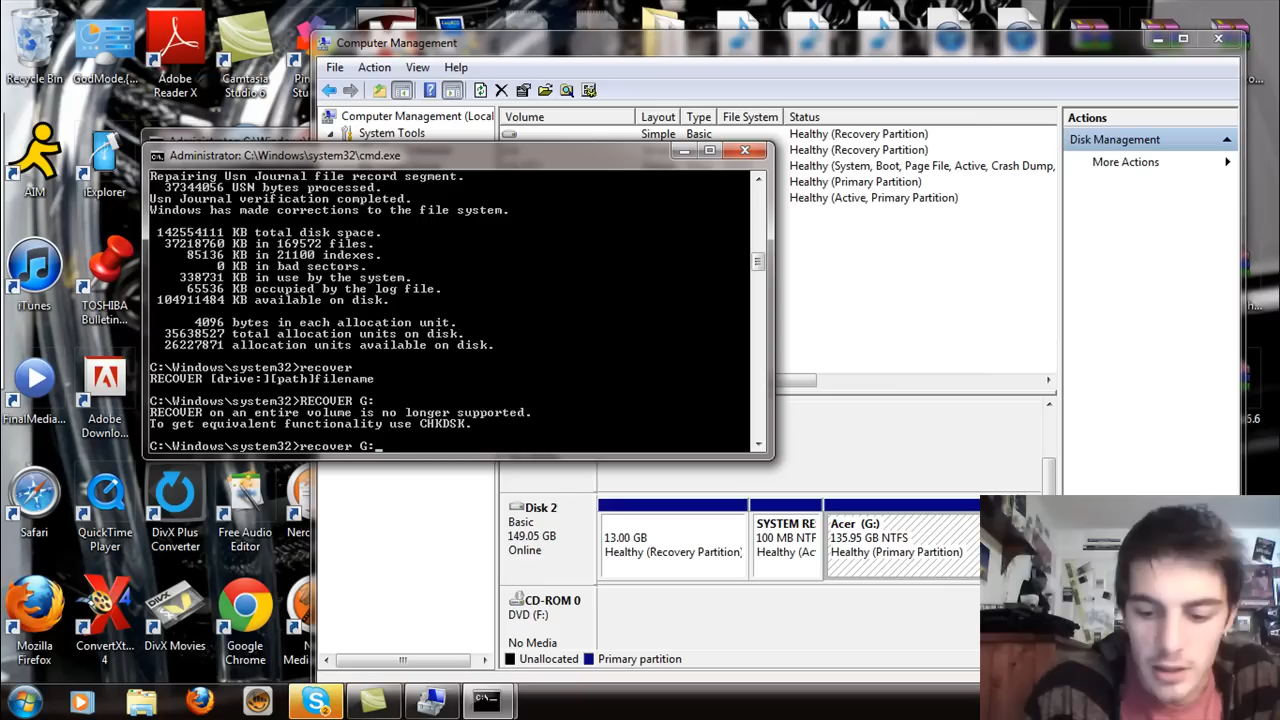 Recycle Bin
GodMode.{...
Adobe
Reader X
Camtasia
Studio 6
AIM
iExplorer
iTunes
TOSHIBA
Bulletin...
FinalMedia...
Adobe
Downlo...
Safari
QuickTime
Player
DivX Plus
Converter
Free Audio
Editor
Mozilla
Firefox
ConvertXt...
4
DivX Movies
Google
Chrome
Computer Management
File Action View Help
Computer Management (Local
System Tools
Volume Layout Type File System Status
Simple Basic Healthy (Recovery Partition)
Healthy (Recovery Partition)
Healthy (System, Boot, Page File, Active, Crash Dump,
Healthy (Primary Partition)
Healthy (Active, Primary Partition)
Actions
Disk Management
More Actions
Administrator: C:\Windows\system32\cmd.exe
Repairing Usn Journal file record segment.
37344056 USN bytes processed.
Usn Journal verification completed.
Windows has made corrections to the file system.
142554111 KB total disk space.
37218760 KB in 169572 files.
85136 KB in 21100 indexes.
0 KB in bad sectors.
338731 KB in use by the system.
65536 KB occupied by the log file.
104911484 KB available on disk.
4096 bytes in each allocation unit.
35638527 total allocation units on disk.
26227871 allocation units available on disk.
C:\Windows\system32>recover
RECOVER [drive:][path]filename
C:\Windows\system32>RECOVER G:
RECOVER on an entire volume is no longer supported.
To get equivalent functionality use CHKDSK.
C:\Windows\system32>recover G:_
Disk 2
Basic
149.05 GB
Online
13.00 GB
Healthy (Recovery Partition)
SYSTEM RE
100 MB NTF
Healthy (Ac
Acer (G:)
135.95 GB NTFS
Healthy (Primary Partition)
CD-ROM 0
DVD (F:)
No Media
Unallocated Primary partition
6.6